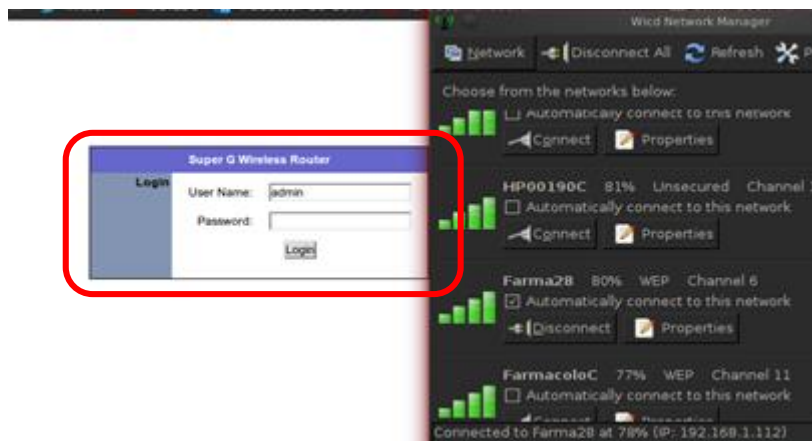 Super G Wireless Router
Login
User Name: admin
Password:
Login
Wicd Network Manager
Network Disconnect All Refresh P
Choose from the networks below:
Automatically connect to this network
Connect Properties
HP00190C 81% Unsecured Channel
Automatically connect to this network
Connect Properties
Farma28 80% WEP Channel 6
Automatically connect to this network
Disconnect Properties
FarmacoloC 77% WEP Channel 11
Automatically connect to this network
Connect Properties
Connected to Farma28 at 78% (IP: 192.168.1.112)